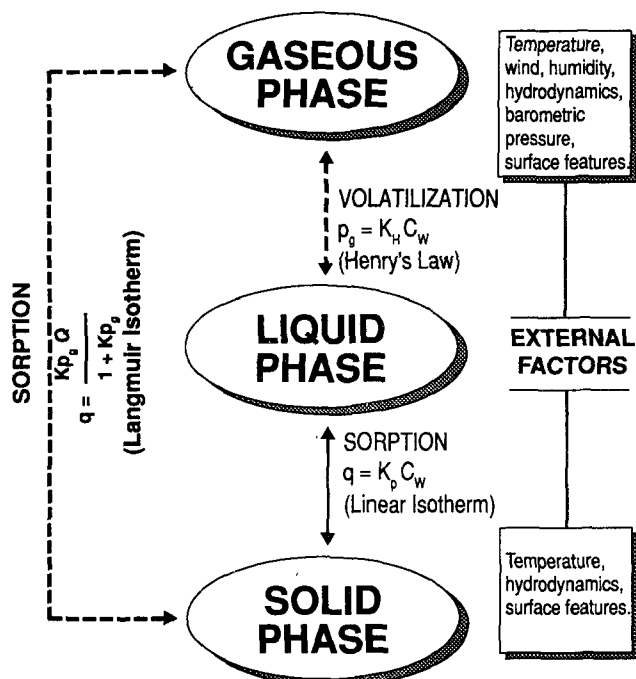 GASEOUS
PHASE
Temperature,
wind, humidity,
hydrodynamics,
barometric
pressure,
surface features.
VOLATILIZATION
p_g = K_H C_W
(Henry's Law)
SORPTION
q = Kp_g Q / 1 + Kp_g
(Langmuir Isotherm)
LIQUID
PHASE
EXTERNAL
FACTORS
SORPTION
q = K_p C_W
(Linear Isotherm)
SOLID
PHASE
Temperature,
hydrodynamics,
surface features.